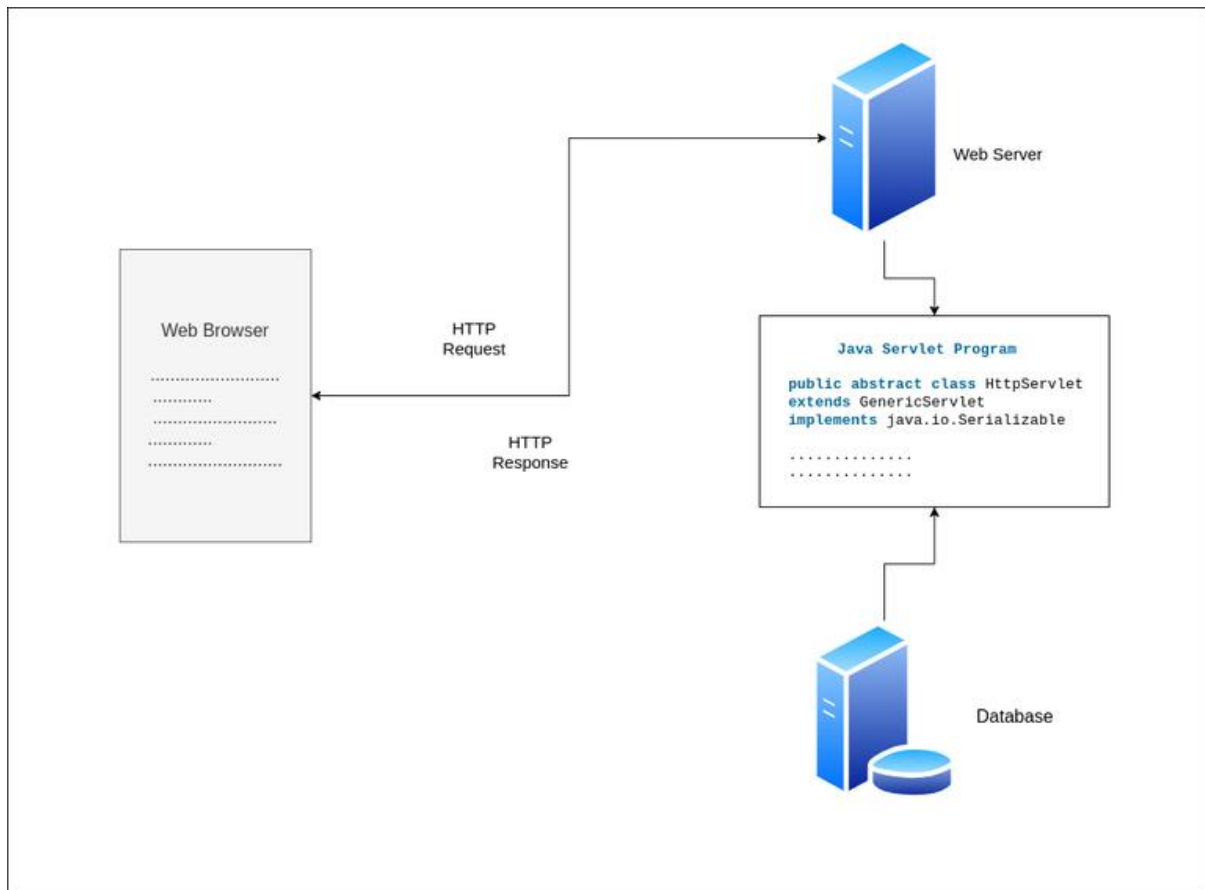 Web Server
Web Browser
HTTP
Request
HTTP
Response
Java Servlet Program
public abstract class HttpServlet
extends GenericServlet
implements java.io.Serializable
..............
..............
Database